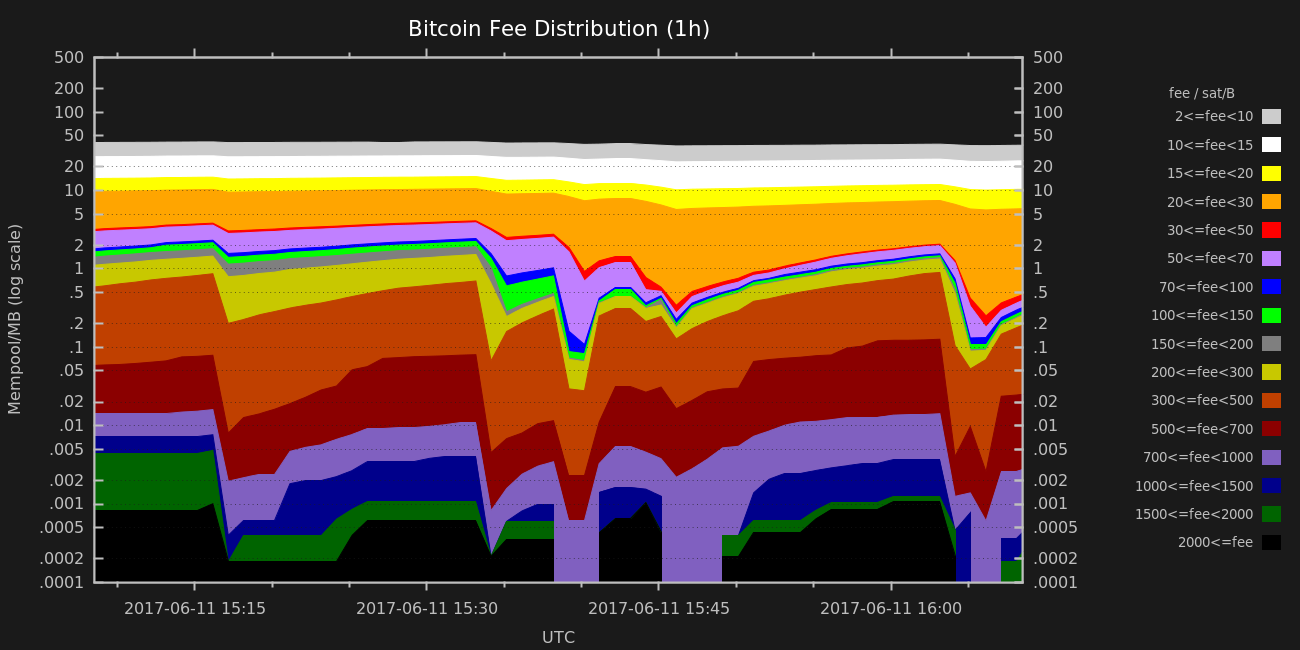 Bitcoin Fee Distribution (1h)
500 500
200 200
100 100
50 50
20 20
10 10
5 5
2 2
1 1
.5 .5
.2 .2
.1 .1
.05 .05
.02 .02
.01 .01
.005 .005
.002 .002
.001 .001
.0005 .0005
.0002 .0002
.0001 .0001
Mempool/MB (log scale)
2017-06-11 15:15 2017-06-11 15:30 2017-06-11 15:45 2017-06-11 16:00
UTC
fee / sat/B
2<=fee<10
10<=fee<15
15<=fee<20
20<=fee<30
30<=fee<50
50<=fee<70
70<=fee<100
100<=fee<150
150<=fee<200
200<=fee<300
300<=fee<500
500<=fee<700
700<=fee<1000
1000<=fee<1500
1500<=fee<2000
2000<=fee